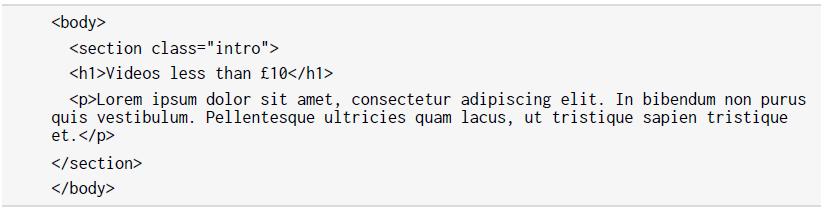 <body>
<section class="intro">
<h1>Videos less than £10</h1>
<p>Lorem ipsum dolor sit amet, consectetur adipiscing elit. In bibendum non purus
quis vestibulum. Pellentesque ultricies quam lacus, ut tristique sapien tristique
et.</p>
</section>
</body>